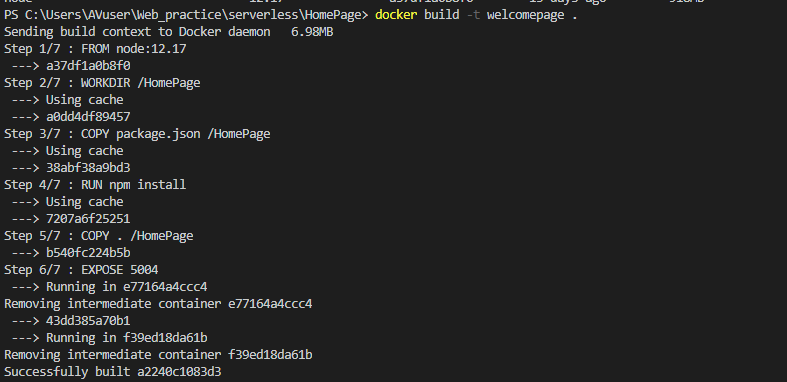 PS C:\Users\AVuser\Web_practice\serverless\HomePage> docker build -t welcomepage .
Sending build context to Docker daemon   6.98MB
Step 1/7 : FROM node:12.17
 ---> a37df1a0b8f0
Step 2/7 : WORKDIR /HomePage
 ---> Using cache
 ---> a0dd4df89457
Step 3/7 : COPY package.json /HomePage
 ---> Using cache
 ---> 38abf38a9bd3
Step 4/7 : RUN npm install
 ---> Using cache
 ---> 7207a6f25251
Step 5/7 : COPY . /HomePage
 ---> b540fc224b5b
Step 6/7 : EXPOSE 5004
 ---> Running in e77164a4ccc4
Removing intermediate container e77164a4ccc4
 ---> 43dd385a70b1
 ---> Running in f39ed18da61b
Removing intermediate container f39ed18da61b
Successfully built a2240c1083d3